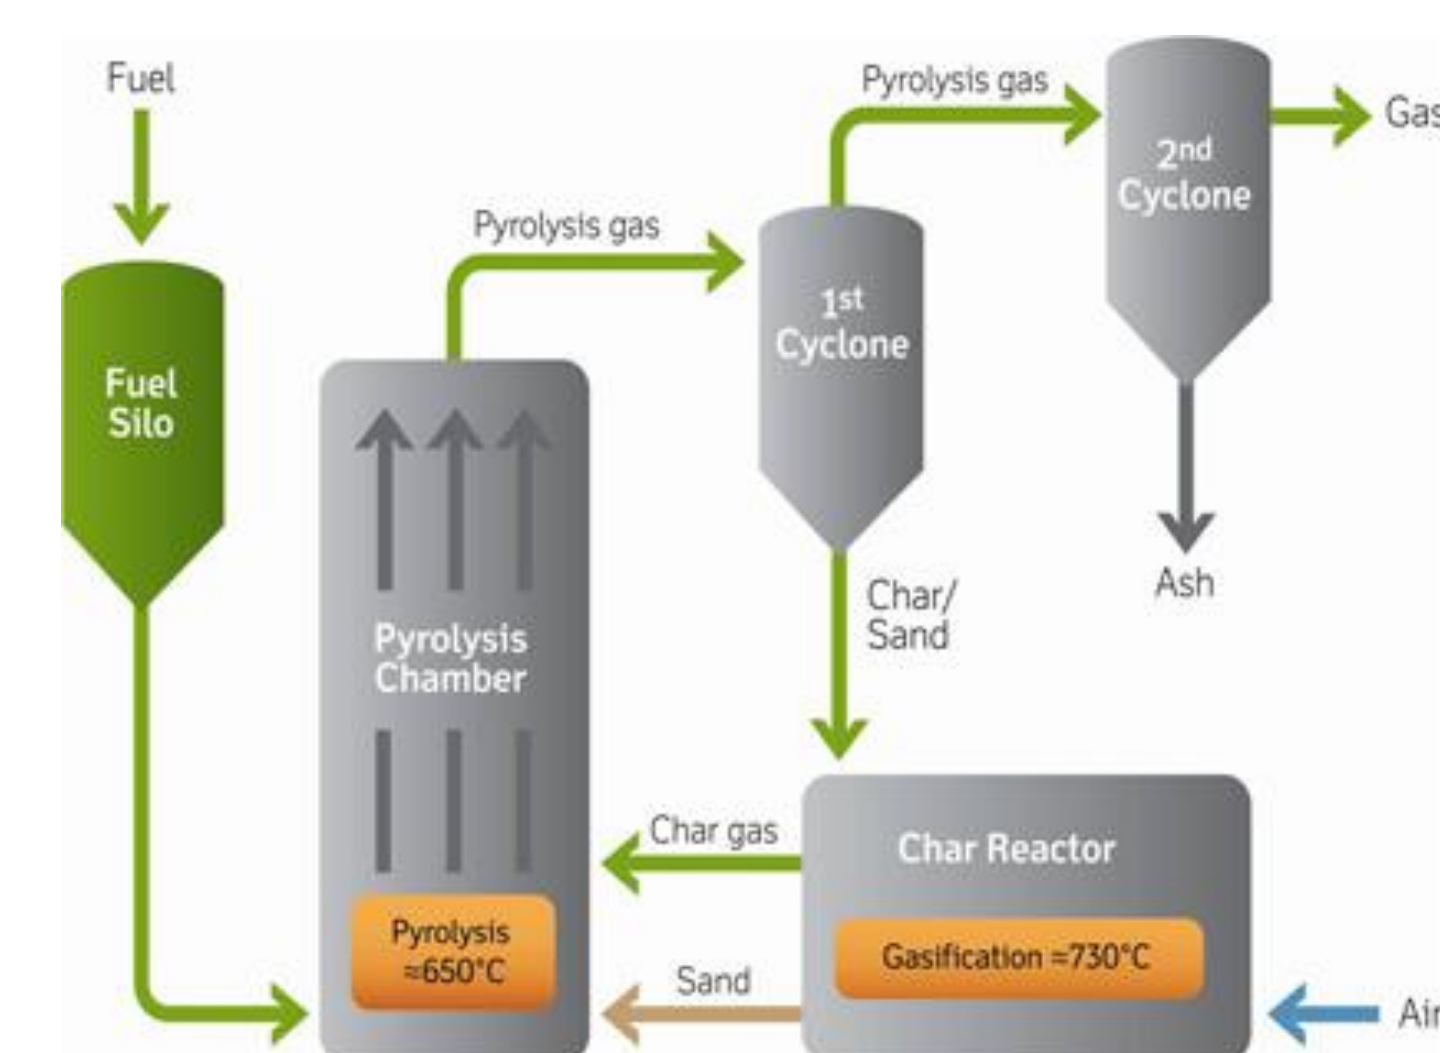 Fuel
Pyrolysis gas
Gas
2nd
Cyclone
Pyrolysis gas
1st
Cyclone
Fuel
Silo
Char/
Sand
Ash
Pyrolysis
Chamber
Char gas
Char Reactor
Pyrolysis
≈650°C
Gasification ≈730°C
Sand
Air